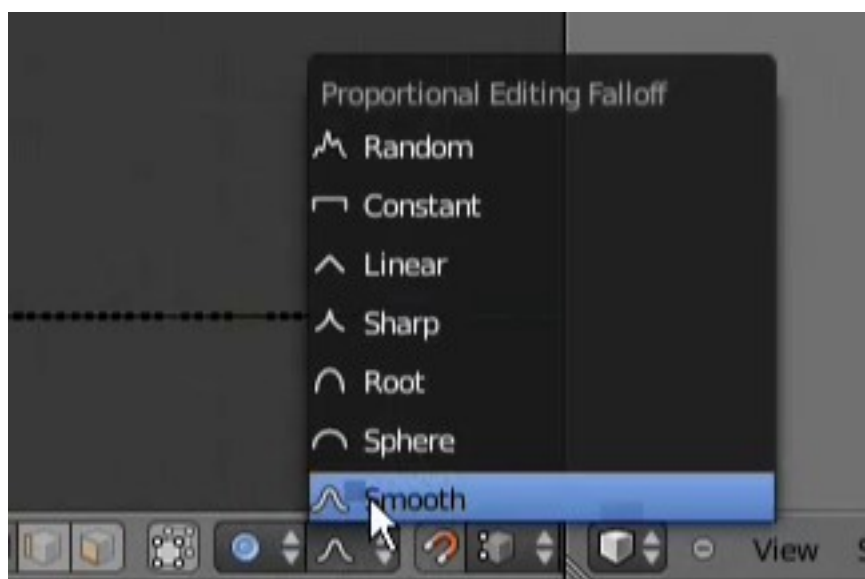 Proportional Editing Falloff
Random
Constant
Linear
Sharp
Root
Sphere
Smooth
View